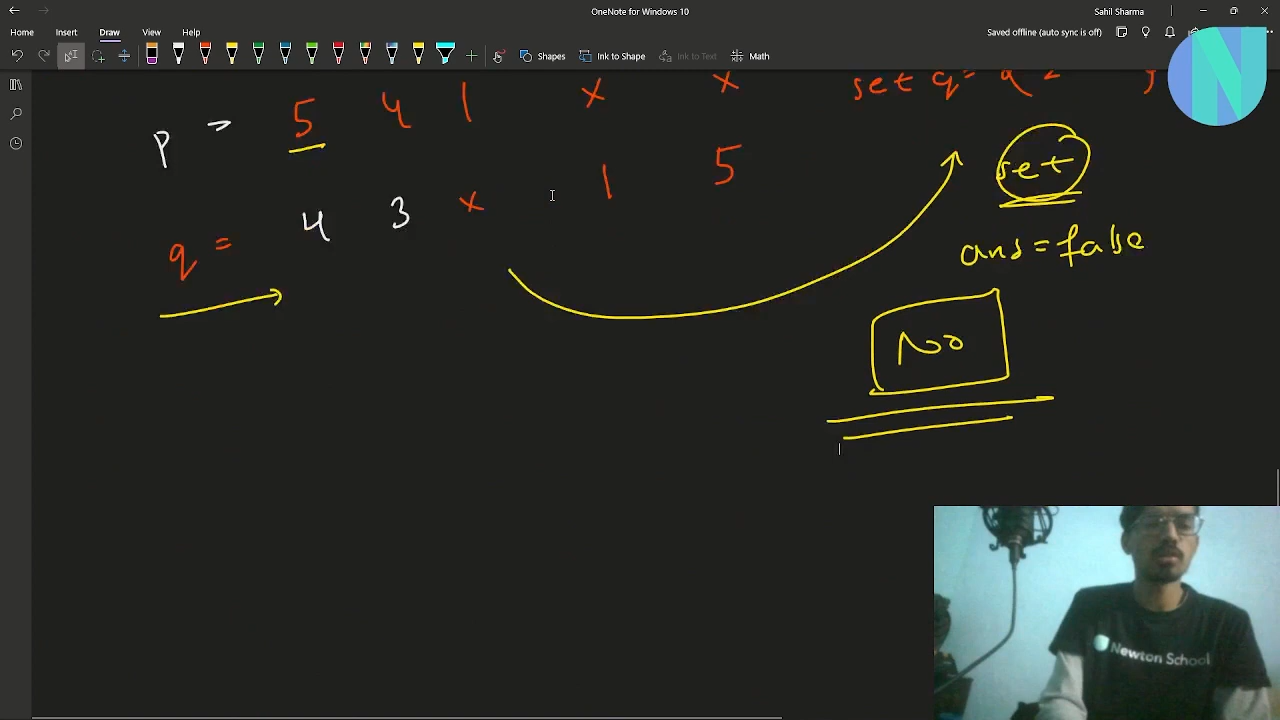 OneNote for Windows 10
Sahil Sharma
Home Insert Draw View Help
Saved offline (auto sync is off)
Shapes Ink to Shape Ink to Text Math
p → 5 4 1 x x
set q = { 2 }
set
q = 4 3 x 1 5
ans = false
No
Newton School